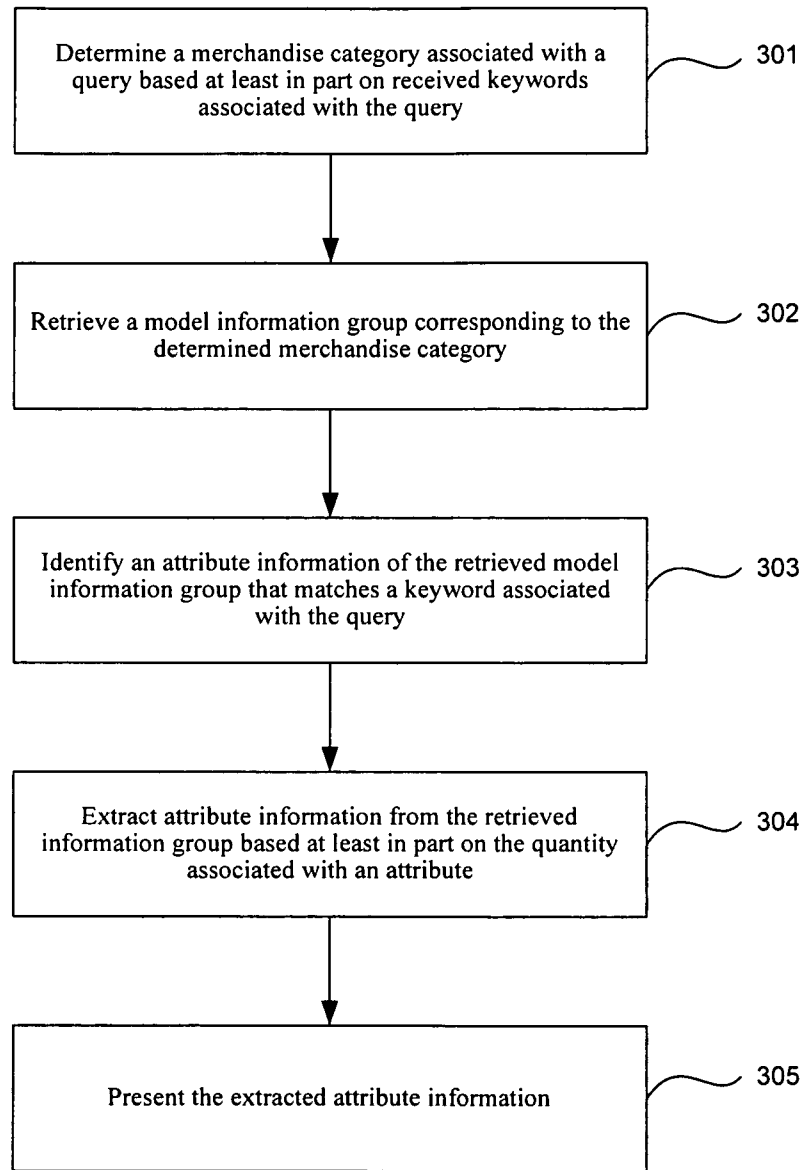 Determine a merchandise category associated with a
query based at least in part on received keywords
associated with the query
301
Retrieve a model information group corresponding to the
determined merchandise category
302
Identify an attribute information of the retrieved model
information group that matches a keyword associated
with the query
303
Extract attribute information from the retrieved
information group based at least in part on the quantity
associated with an attribute
304
Present the extracted attribute information
305